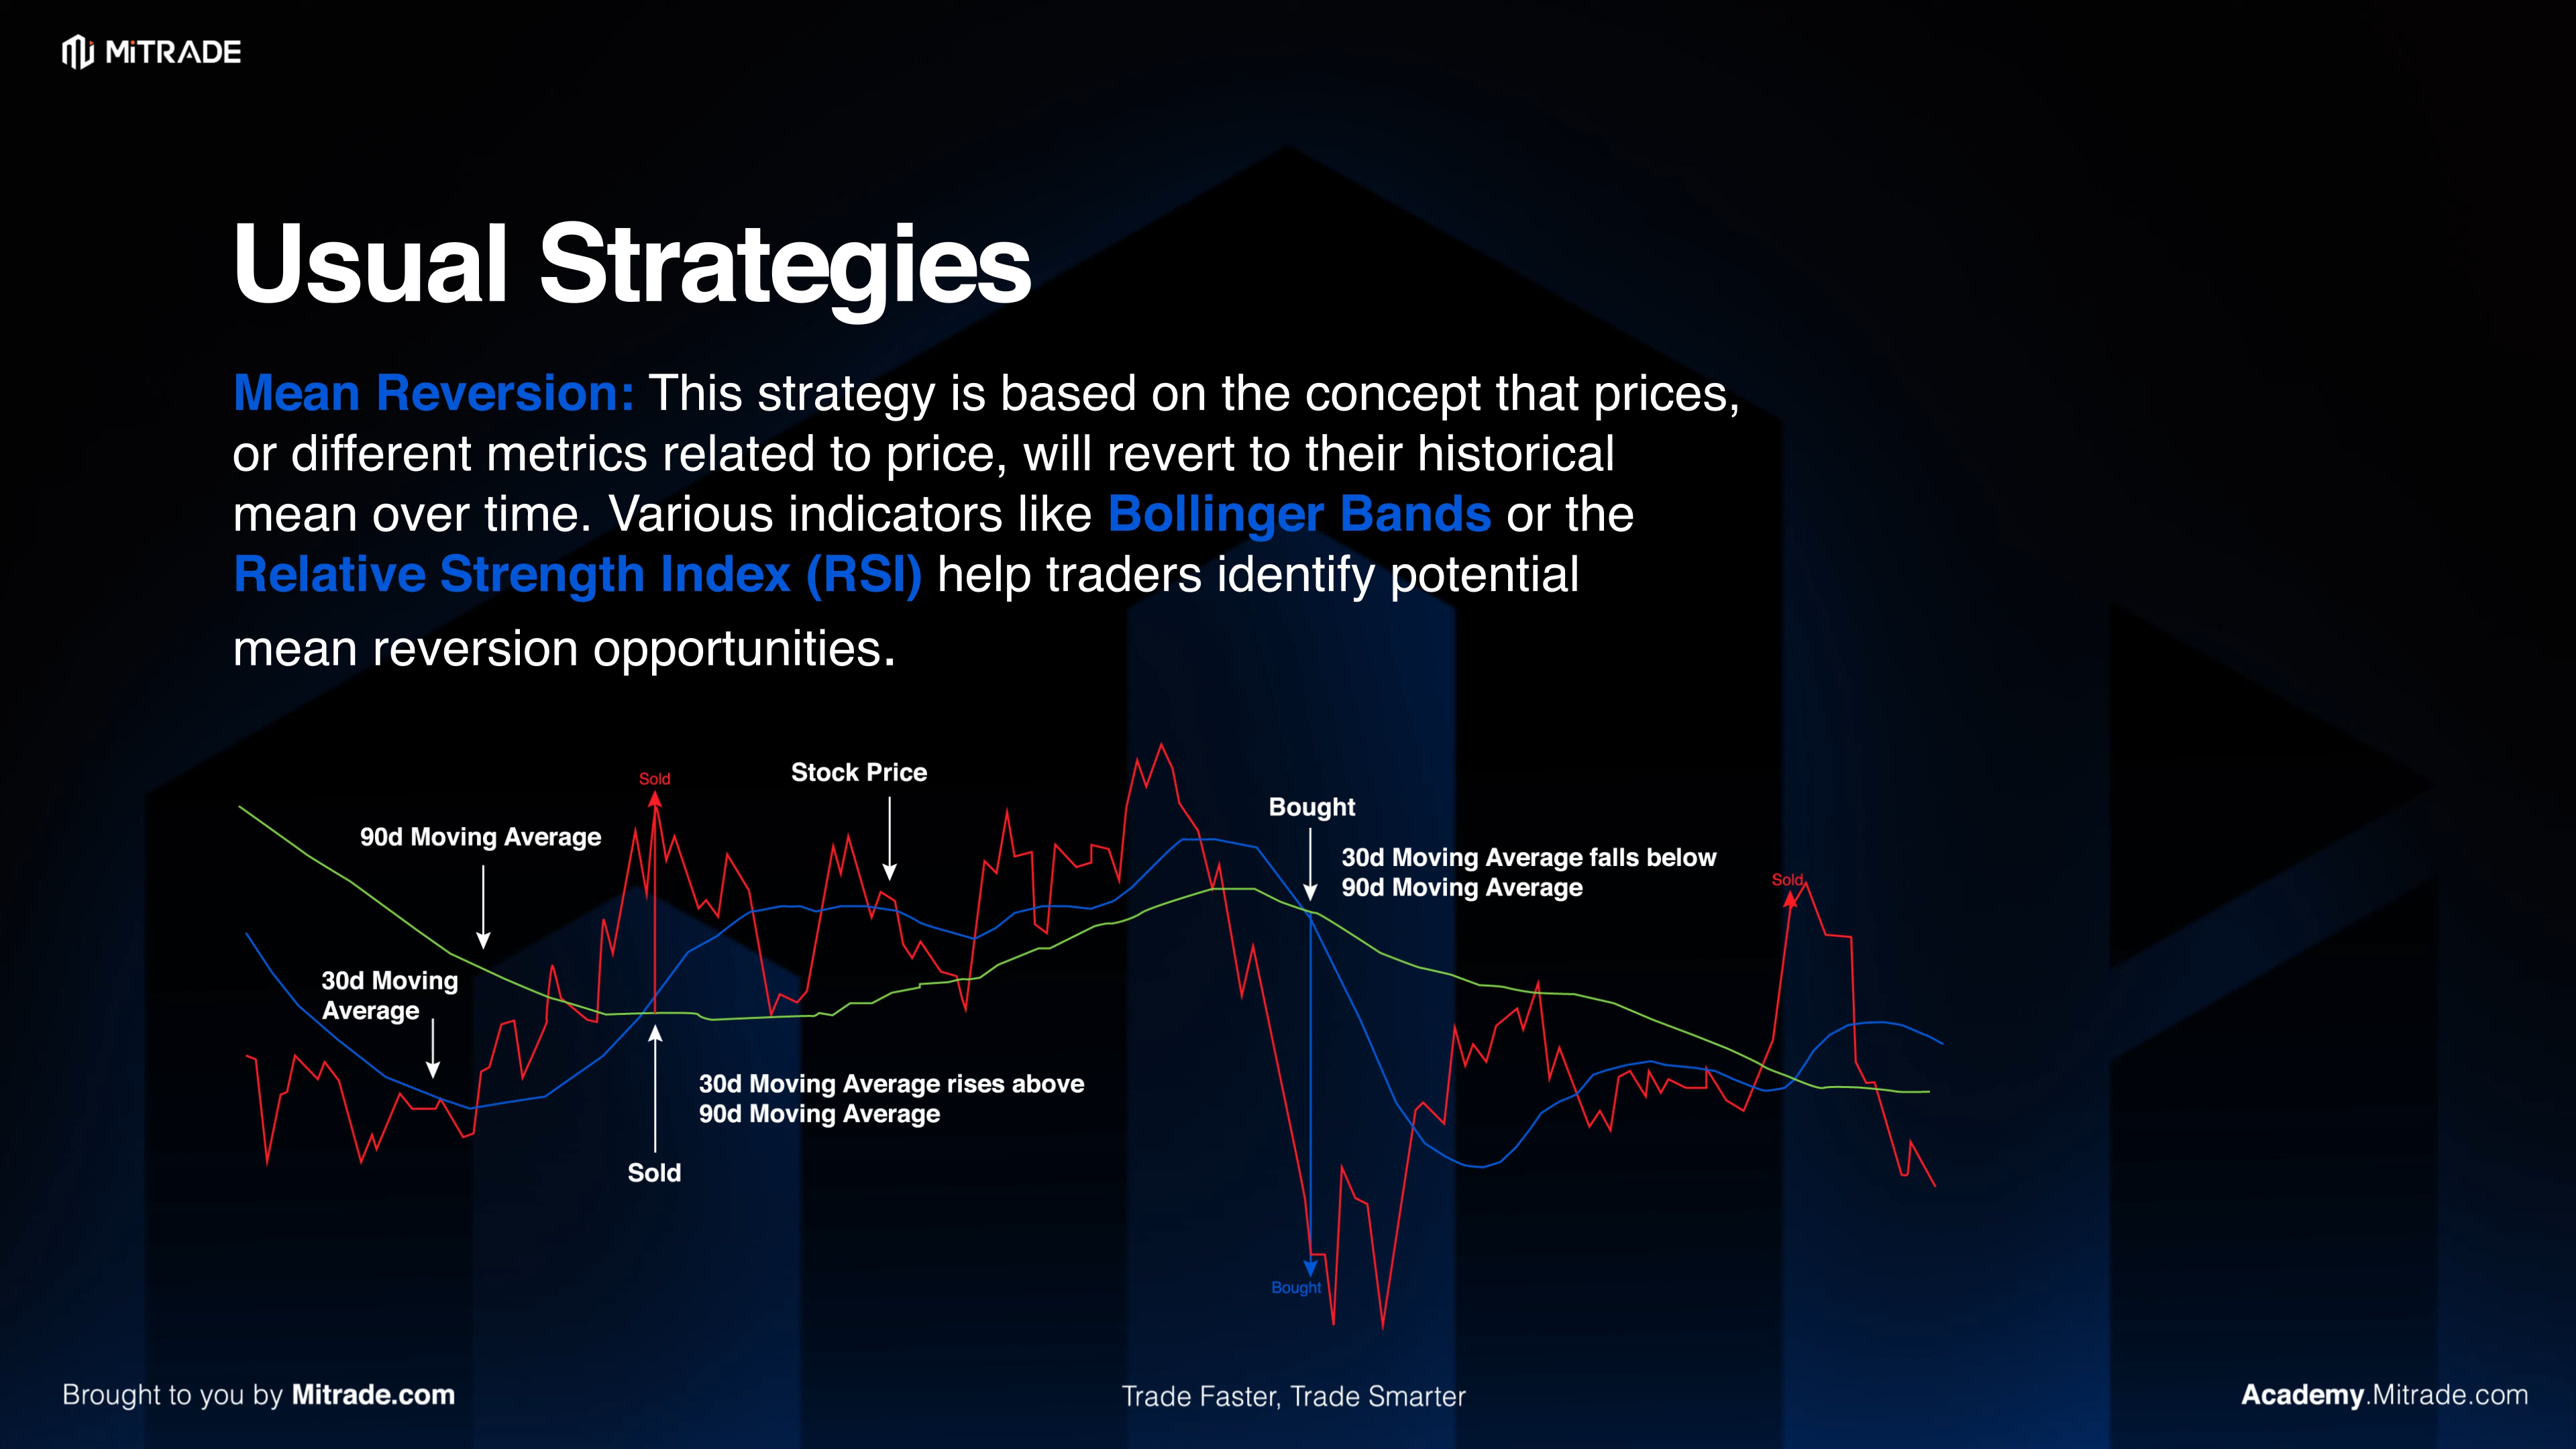 MiTRADE
Usual Strategies
Mean Reversion: This strategy is based on the concept that prices,
or different metrics related to price, will revert to their historical
mean over time. Various indicators like Bollinger Bands or the
Relative Strength Index (RSI) help traders identify potential
mean reversion opportunities.
Sold
Stock Price
90d Moving Average
Bought
30d Moving Average falls below
90d Moving Average
Sold
30d Moving
Average
30d Moving Average rises above
90d Moving Average
Sold
Bought
Brought to you by Mitrade.com
Trade Faster, Trade Smarter
Academy.Mitrade.com